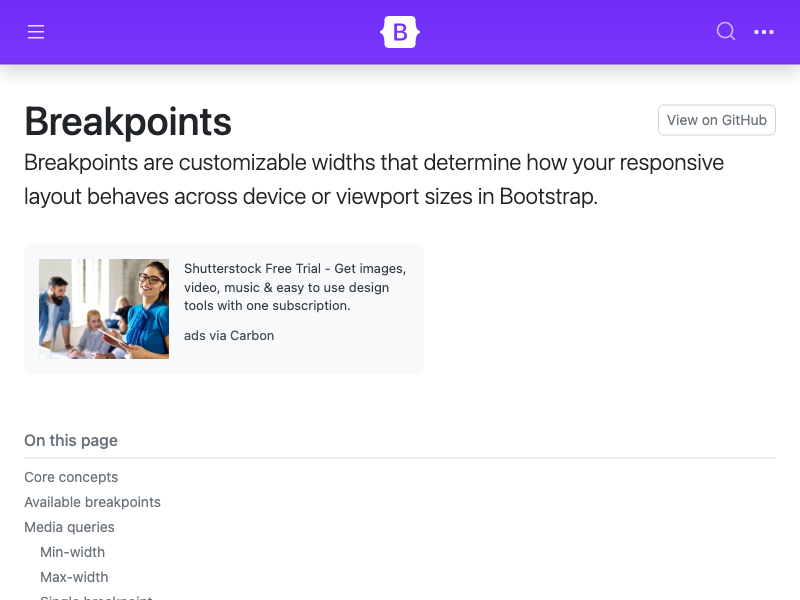 B
Breakpoints
View on GitHub
Breakpoints are customizable widths that determine how your responsive
layout behaves across device or viewport sizes in Bootstrap.
Shutterstock Free Trial - Get images,
video, music & easy to use design
tools with one subscription.
ads via Carbon
On this page
Core concepts
Available breakpoints
Media queries
Min-width
Max-width
Single breakpoint